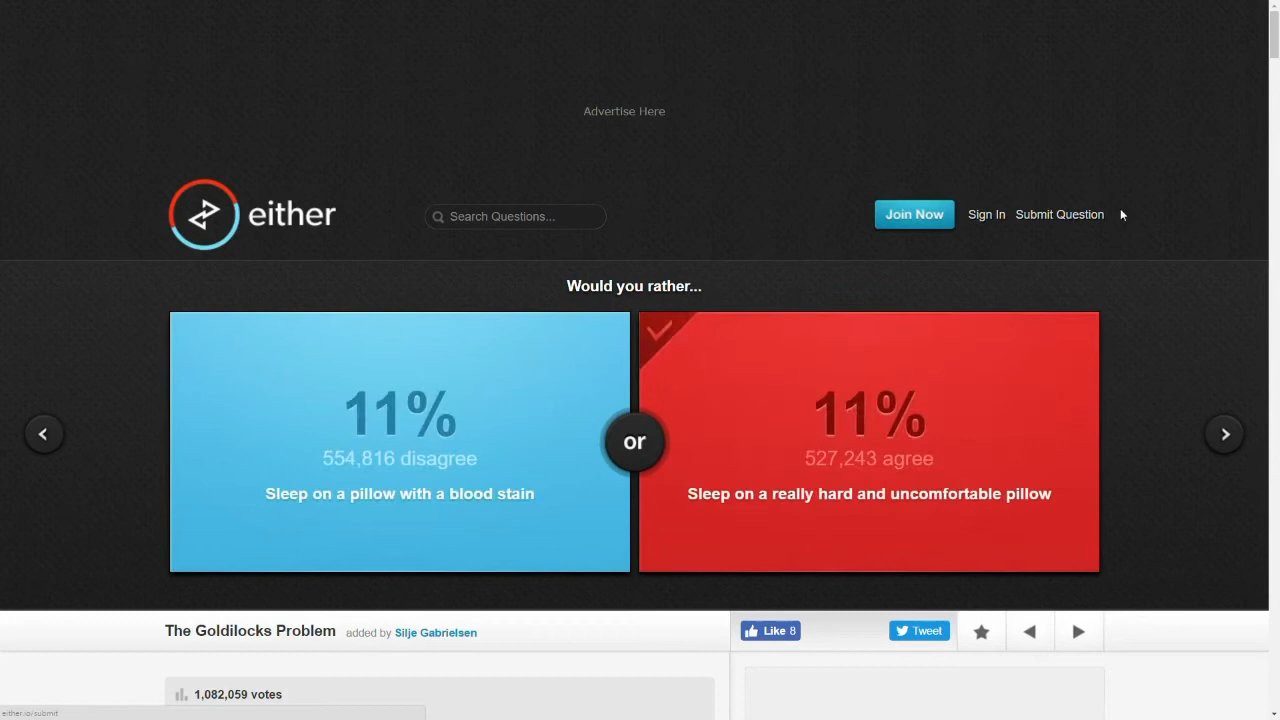 Advertise Here
either
Search Questions...
Join Now
Sign In
Submit Question
Would you rather...
11%
554,816 disagree
Sleep on a pillow with a blood stain
or
11%
527,243 agree
Sleep on a really hard and uncomfortable pillow
The Goldilocks Problem added by Silje Gabrielsen
Like 8
Tweet
1,082,059 votes
either.io/submit